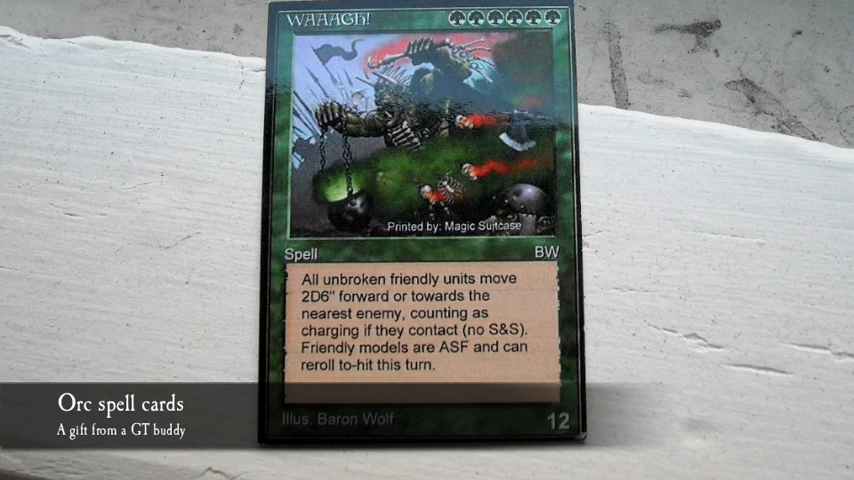 WAAAGh!
Printed by: Magic Suitcase
Spell BW
All unbroken friendly units move
2D6" forward or towards the
nearest enemy, counting as
charging if they contact (no S&S).
Friendly models are ASF and can
reroll to-hit this turn.
Illus. Baron Wolf 12
Orc spell cards
A gift from a GT buddy